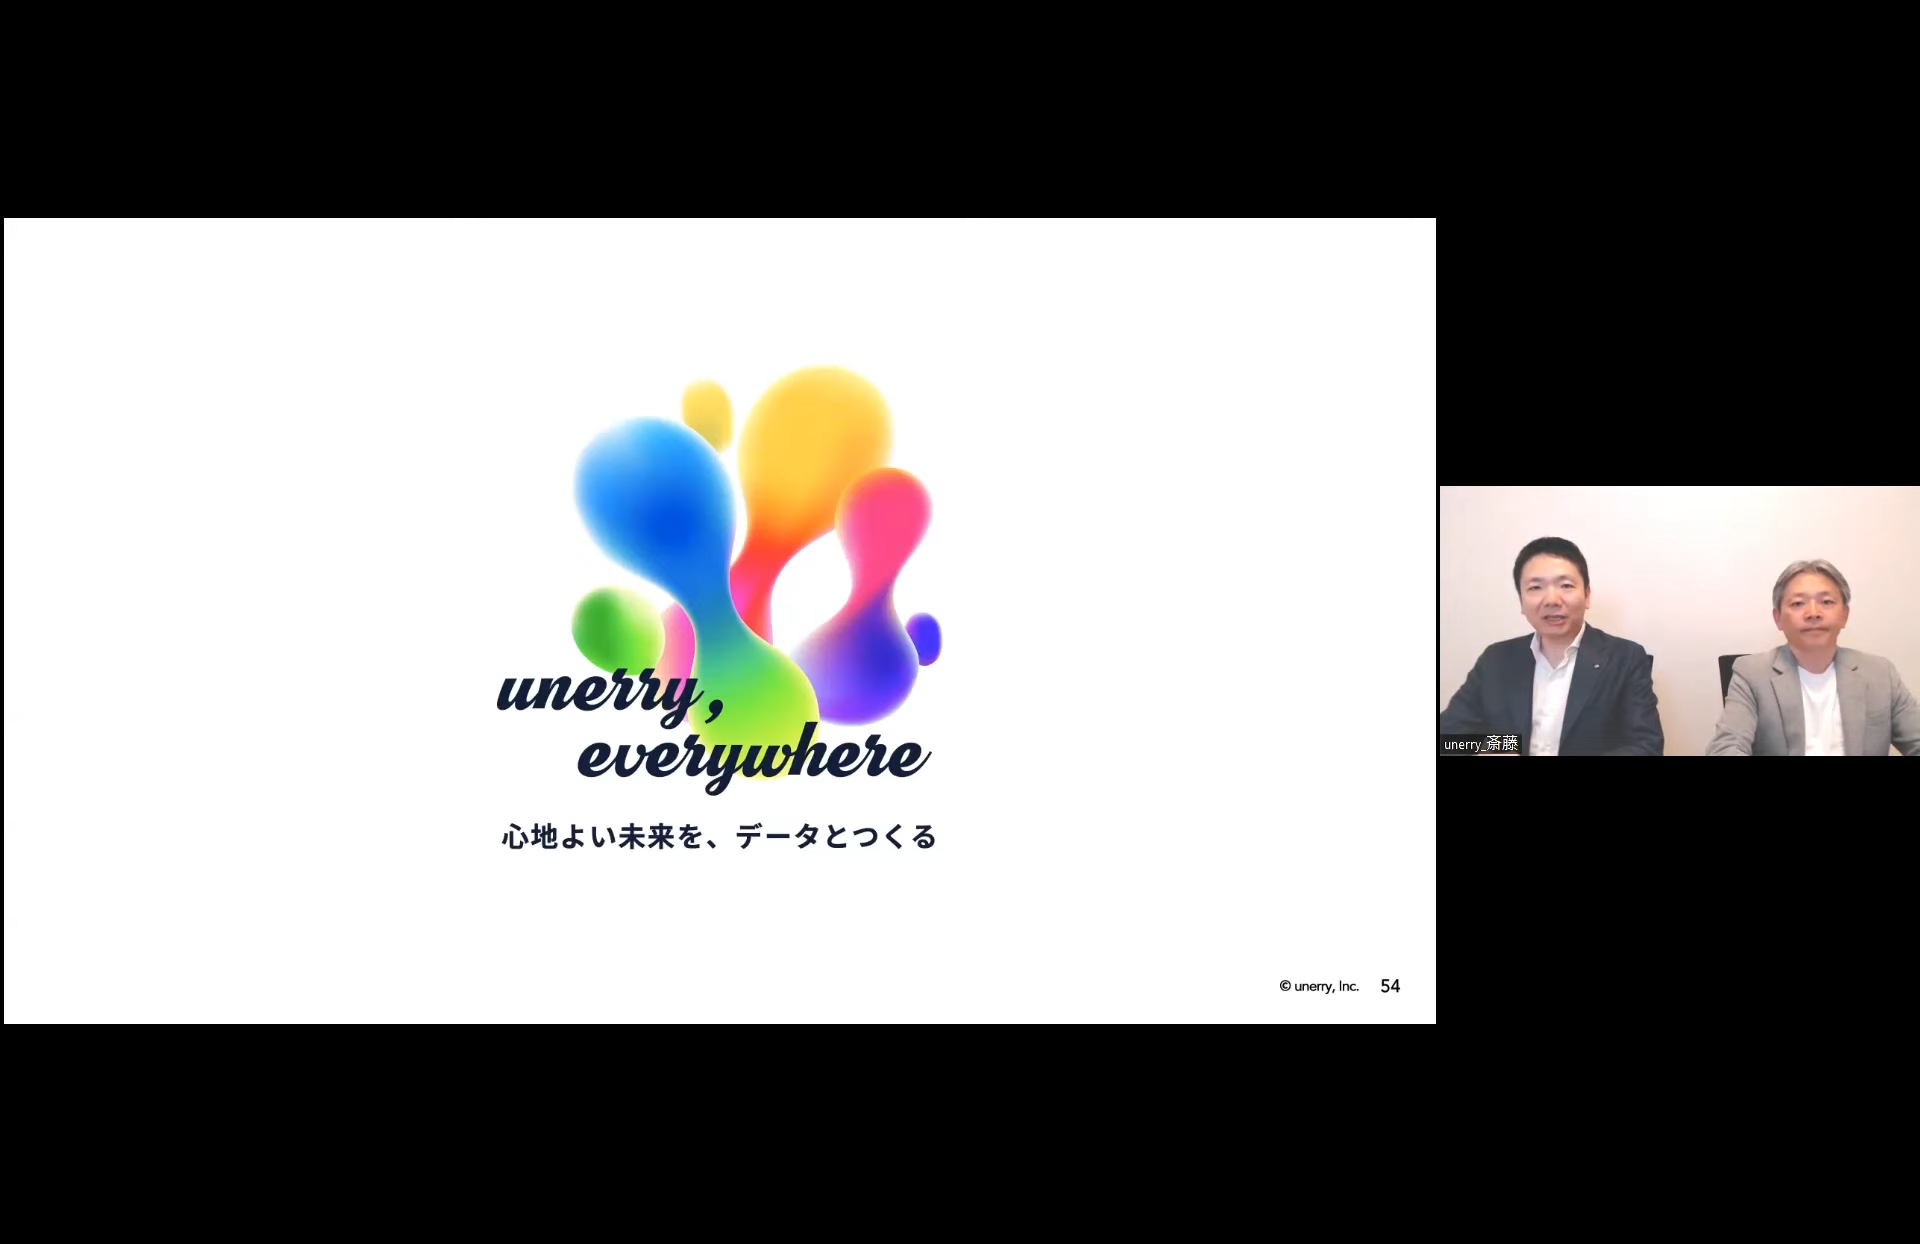 unerry,
everywhere
心地よい未来を、データとつくる
© unerry, Inc. 54
unerry_斎藤